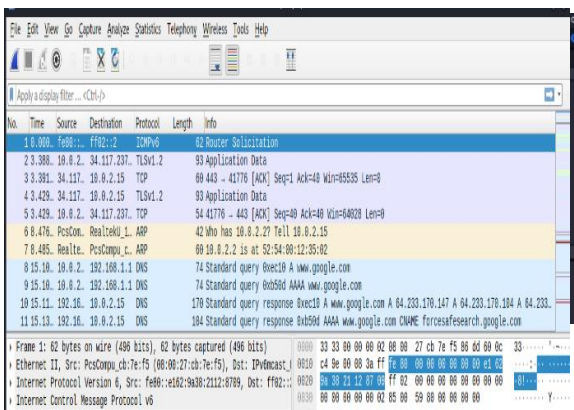 File Edit View Go Capture Analyze Statistics Telephony Wireless Tools Help
Apply a display filter ... <Ctrl-/>
No. Time Source Destination Protocol Length Info
1 0.000… fe80::… ff02::2 ICMPv6 62 Router Solicitation
2 3.388… 10.0.2… 34.117.237… TLSv1.2 93 Application Data
3 3.391… 34.117… 10.0.2.15 TCP 60 443 → 41776 [ACK] Seq=1 Ack=40 Win=65535 Len=0
4 3.429… 34.117… 10.0.2.15 TLSv1.2 93 Application Data
5 3.429… 10.0.2… 34.117.237… TCP 54 41776 → 443 [ACK] Seq=40 Ack=40 Win=64028 Len=0
6 8.476… PcsCom… RealtekU_1… ARP 42 Who has 10.0.2.2? Tell 10.0.2.15
7 8.485… Realte… PcsCompu_c… ARP 60 10.0.2.2 is at 52:54:00:12:35:02
8 15.10… 10.0.2… 192.168.1.1 DNS 74 Standard query 0xec10 A www.google.com
9 15.10… 10.0.2… 192.168.1.1 DNS 74 Standard query 0xb50d AAAA www.google.com
10 15.11… 192.16… 10.0.2.15 DNS 170 Standard query response 0xec10 A www.google.com A 64.233.170.147 A 64.233.170.104 A 64.233…
11 15.13… 192.16… 10.0.2.15 DNS 184 Standard query response 0xb50d AAAA www.google.com CNAME forcesafesearch.google.com
Frame 1: 62 bytes on wire (496 bits), 62 bytes captured (496 bits)
Ethernet II, Src: PcsCompu_cb:7e:f5 (08:00:27:cb:7e:f5), Dst: IPv6mcast_
Internet Protocol Version 6, Src: fe80::e162:9a38:2112:8709, Dst: ff02::
Internet Control Message Protocol v6
0000 33 33 00 00 00 02 08 00 27 cb 7e f5 86 dd 60 0c 33
0010 c4 9e 00 08 3a ff fe 80 00 00 00 00 00 00 e1 62
0020 9a 38 21 12 87 09 ff 02 00 00 00 00 00 00 00 00
0030 00 00 00 00 00 02 85 00 59 80 00 00 00 00 Y